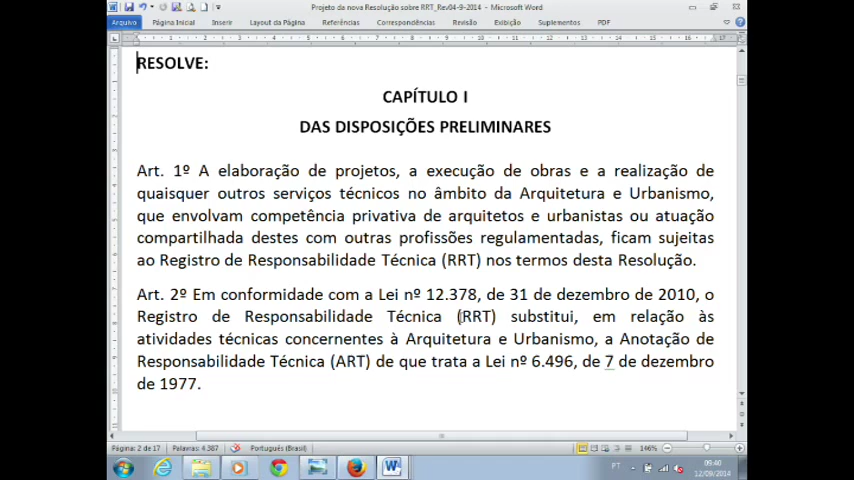 Projeto da nova Resolução sobre RRT_Rev04-9-2014 - Microsoft Word
Arquivo Página Inicial Inserir Layout da Página Referências Correspondências Revisão Exibição Suplementos PDF
RESOLVE:
CAPÍTULO I
DAS DISPOSIÇÕES PRELIMINARES
Art. 1º A elaboração de projetos, a execução de obras e a realização de
quaisquer outros serviços técnicos no âmbito da Arquitetura e Urbanismo,
que envolvam competência privativa de arquitetos e urbanistas ou atuação
compartilhada destes com outras profissões regulamentadas, ficam sujeitas
ao Registro de Responsabilidade Técnica (RRT) nos termos desta Resolução.
Art. 2º Em conformidade com a Lei nº 12.378, de 31 de dezembro de 2010, o
Registro de Responsabilidade Técnica (RRT) substitui, em relação às
atividades técnicas concernentes à Arquitetura e Urbanismo, a Anotação de
Responsabilidade Técnica (ART) de que trata a Lei nº 6.496, de 7 de dezembro
de 1977.
Página: 2 de 17 Palavras: 4.387 Português (Brasil) 146%
PT 09:40
12/09/2014